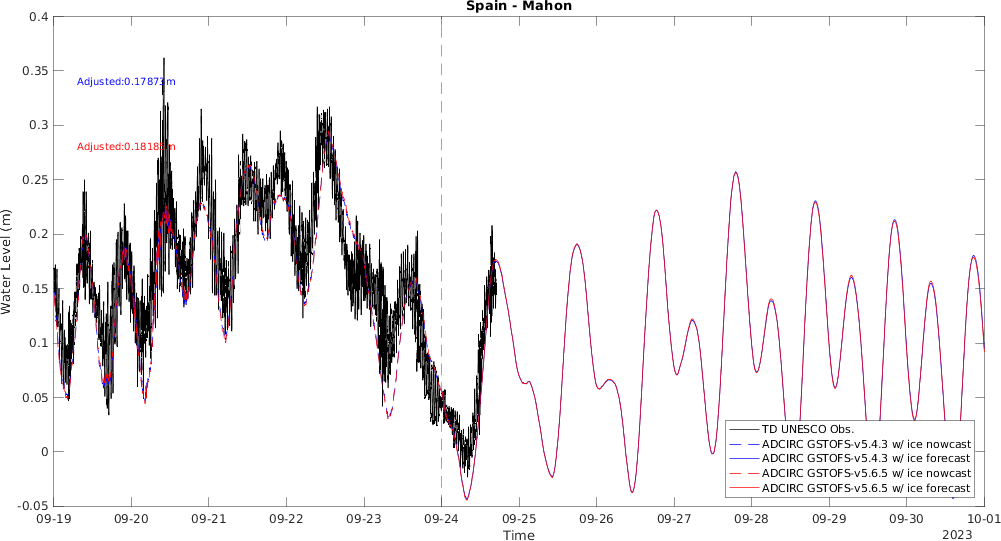 Spain - Mahon
Water Level (m)
0.4
0.35
0.3
0.25
0.2
0.15
0.1
0.05
0
-0.05
Adjusted:0.17873m
Adjusted:0.1818
TD UNESCO Obs.
ADCIRC GSTOFS-v5.4.3 w/ ice nowcast
ADCIRC GSTOFS-v5.4.3 w/ ice forecast
ADCIRC GSTOFS-v5.6.5 w/ ice nowcast
ADCIRC GSTOFS-v5.6.5 w/ ice forecast
09-19 09-20 09-21 09-22 09-23 09-24 09-25 09-26 09-27 09-28 09-29 09-30 10-01
Time
2023